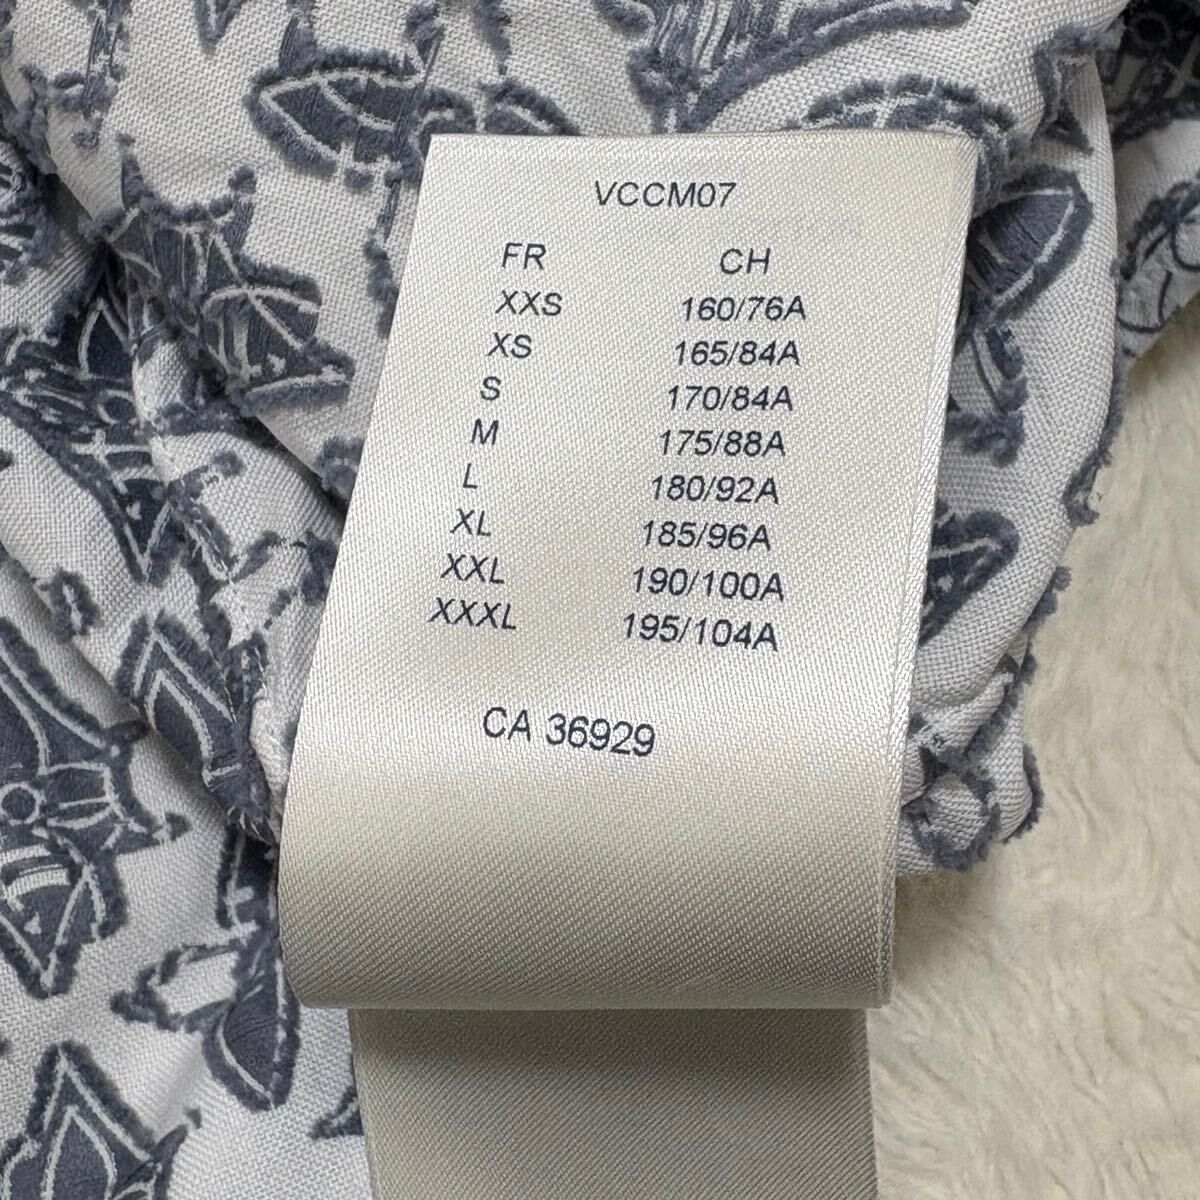 VCCM07
FR CH
XXS 160/76A
XS 165/84A
S 170/84A
M 175/88A
L 180/92A
XL 185/96A
XXL 190/100A
XXXL 195/104A
CA 36929